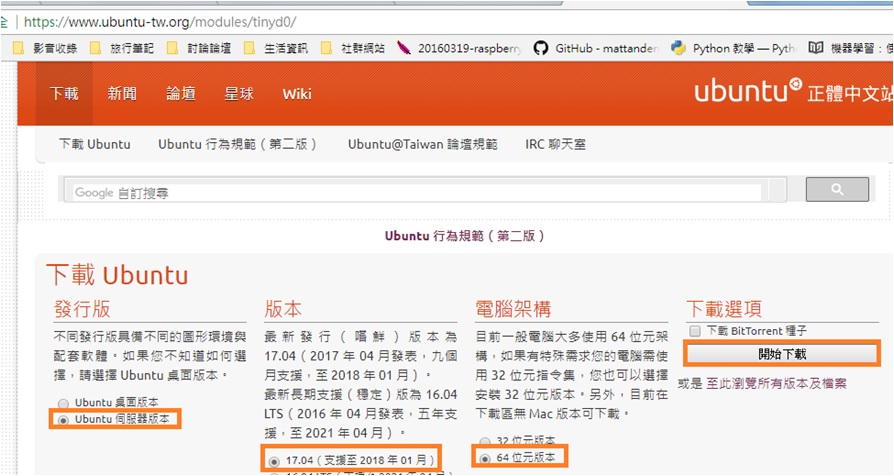 https://www.ubuntu-tw.org/modules/tinyd0/
影音收錄 旅行筆記 討論論壇 生活資訊 社群網站 20160319-raspberry GitHub - mattander Python 教學 — Pyth 機器學習：使
下載 新聞 論壇 星球 Wiki
ubuntu 正體中文站
下載 Ubuntu Ubuntu 行為規範（第二版） Ubuntu@Taiwan 論壇規範 IRC 聊天室
Google 自訂搜尋
Ubuntu 行為規範（第二版）
下載 Ubuntu
發行版
不同發行版具備不同的圖形環境與
配套軟體。如果您不知道如何選
擇，請選擇 Ubuntu 桌面版本。
Ubuntu 桌面版本
Ubuntu 伺服器版本
版本
最新發行（嚐鮮）版本為
17.04（2017 年 04 月發表，九個
月支援，至 2018 年 01 月）。
最新長期支援（穩定）版為 16.04
LTS（2016 年 04 月發表，五年支
援，至 2021 年 04 月）。
17.04（支援至 2018 年 01 月）
電腦架構
目前一般電腦大多使用 64 位元架
構，如果有特殊需求您的電腦需使
用 32 位元指令集，您也可以選擇
安裝 32 位元版本。另外，目前在
下載區無 Mac 版本可下載。
32 位元版本
64 位元版本
下載選項
下載 BitTorrent 種子
開始下載
或是 至此瀏覽所有版本及檔案